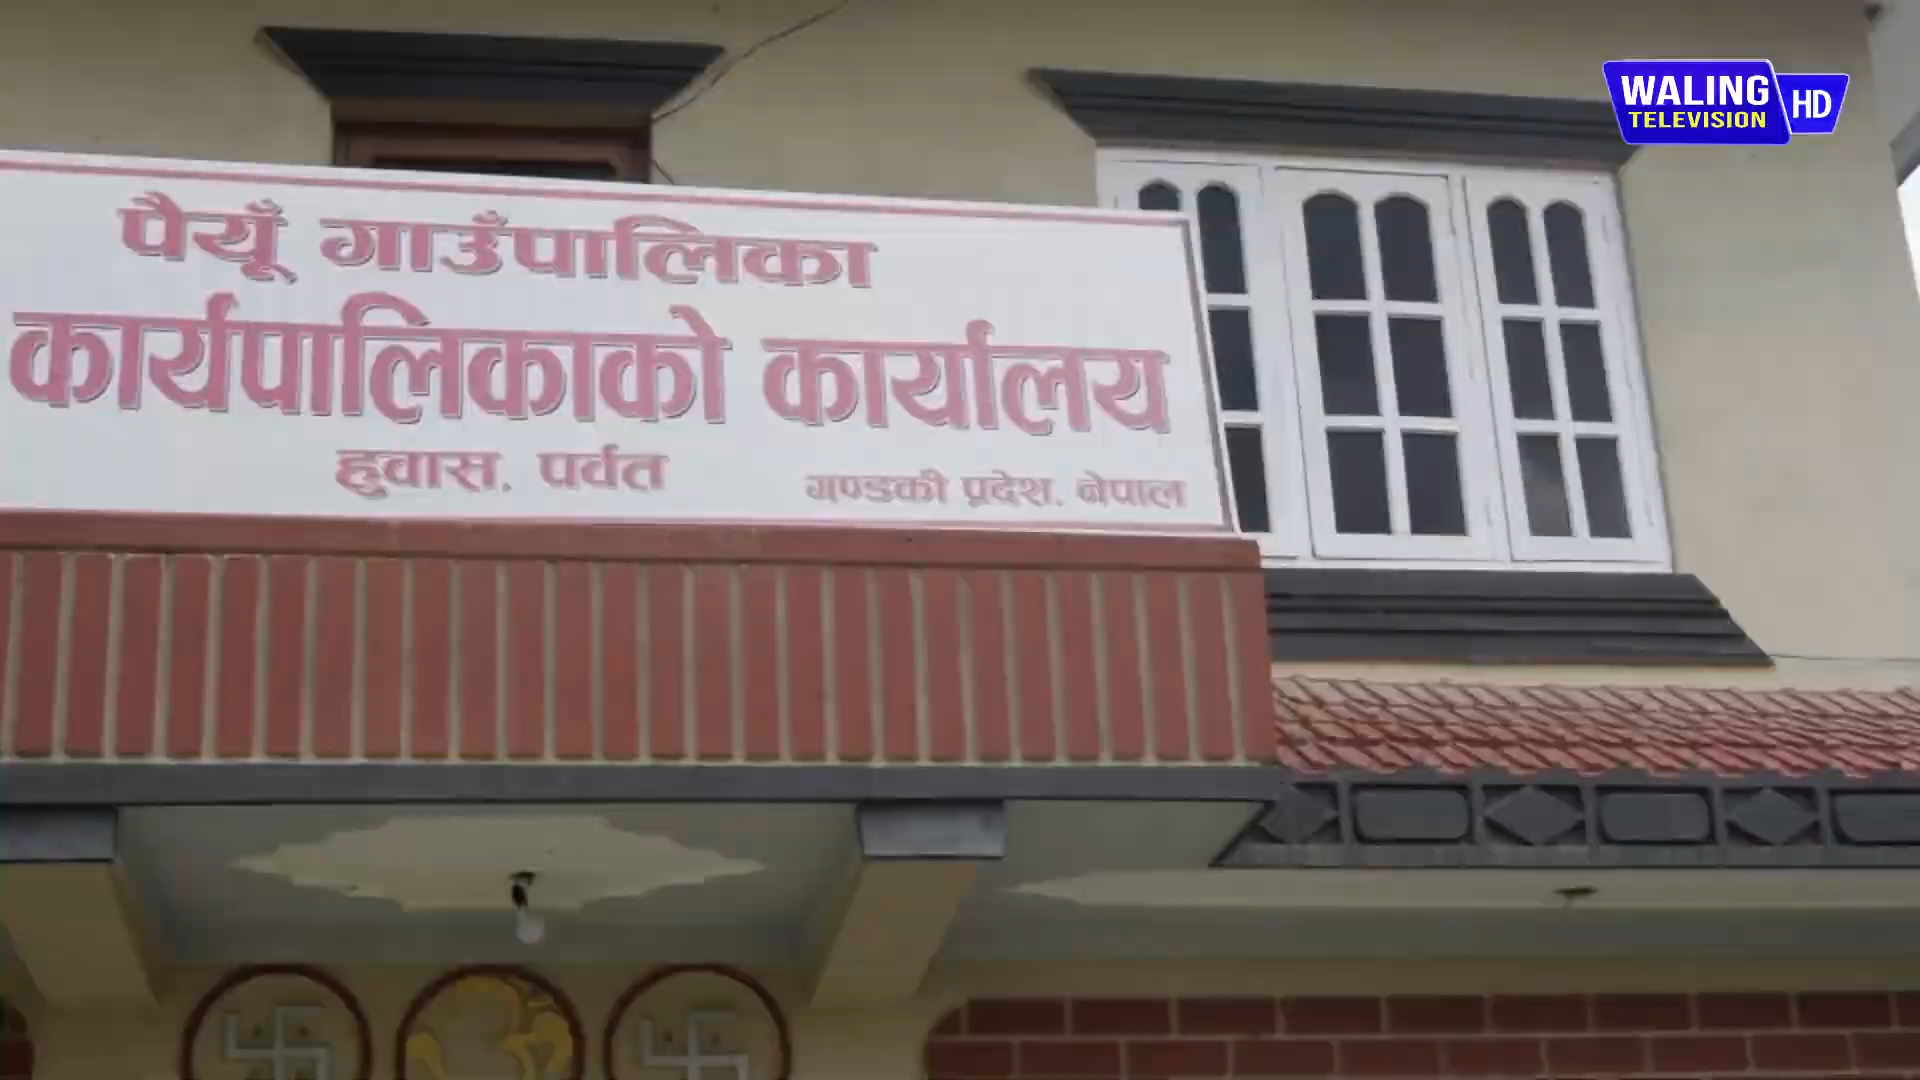 पैयूँ गाउँपालिका
कार्यपालिकाको कार्यालय
हुवास, पर्वत
गण्डकी प्रदेश, नेपाल
WALING
TELEVISION
HD